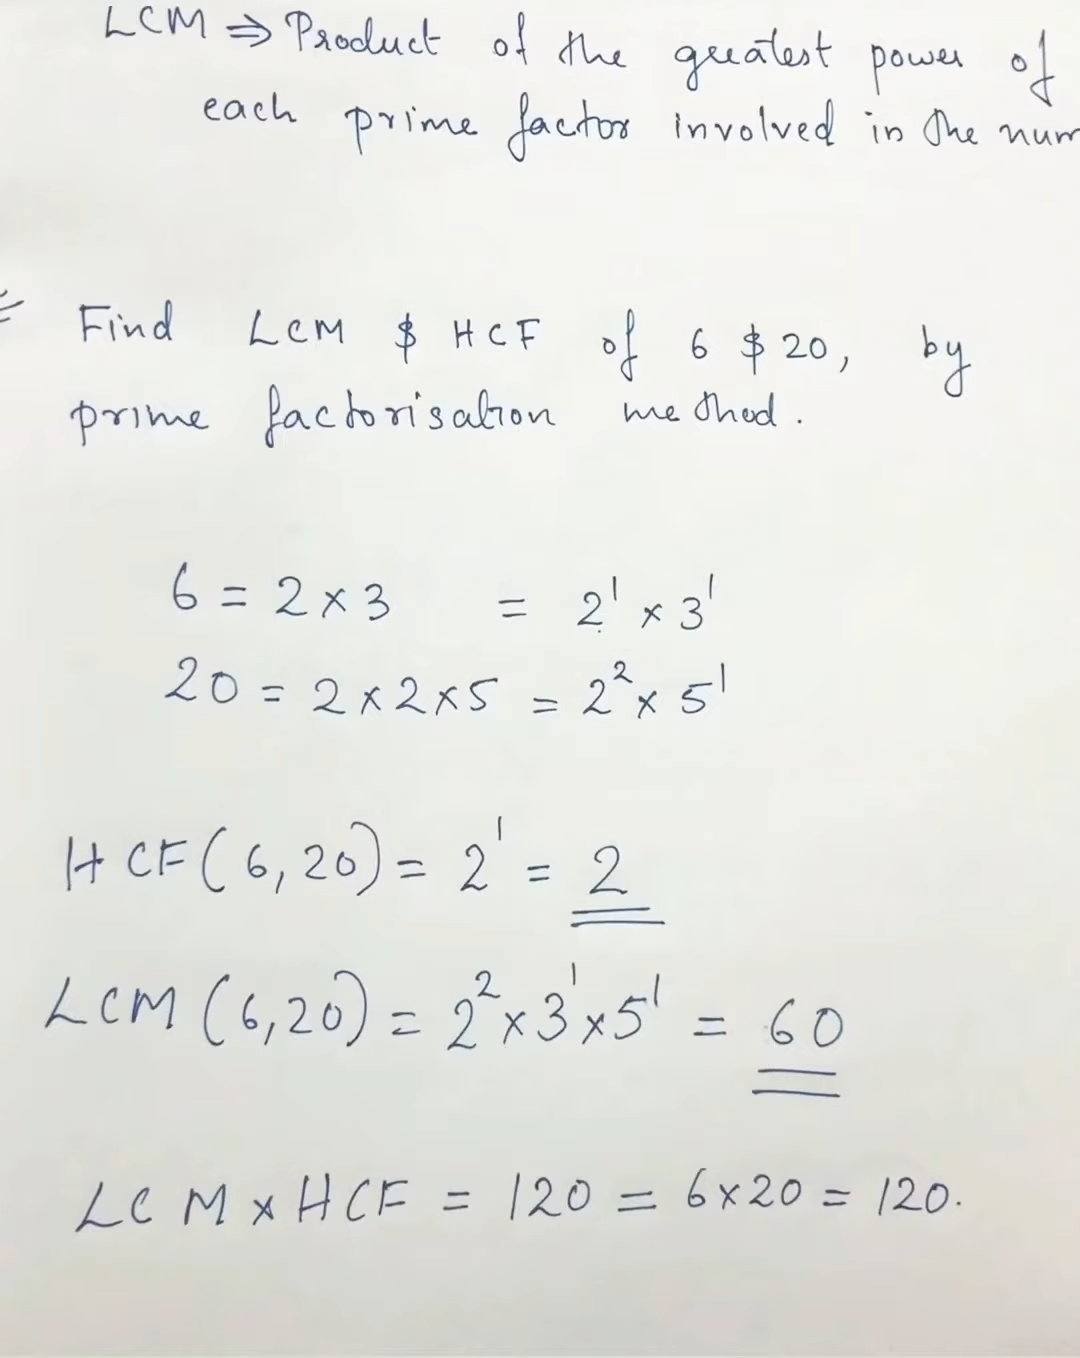 LCM ⇒ Product of the greatest power of
each prime factor involved in the num
Find LCM $ HCF of 6 $ 20, by
prime factorisation method.
6 = 2 × 3 = 2¹ × 3¹
20 = 2 × 2 × 5 = 2² × 5¹
HCF (6, 20) = 2¹ = 2
LCM (6,20) = 2² × 3¹ × 5¹ = 60
LCM × HCF = 120 = 6 × 20 = 120.